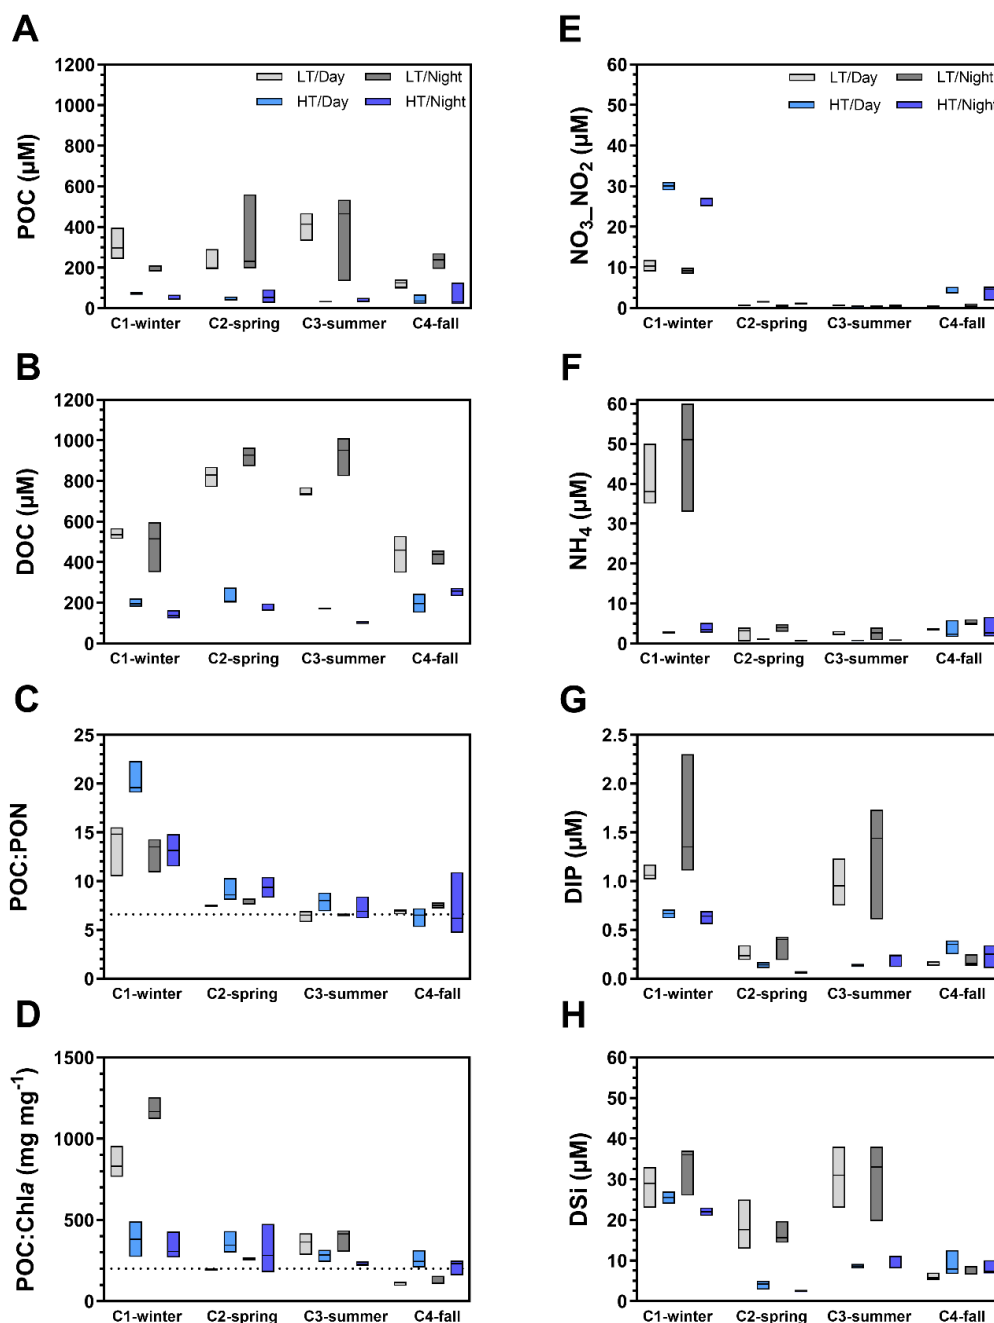 A
POC (µM)
1200
1000
800
600
400
200
0
LT/Day LT/Night
HT/Day HT/Night
C1-winter C2-spring C3-summer C4-fall
B
DOC (µM)
1200
1000
800
600
400
200
0
C1-winter C2-spring C3-summer C4-fall
C
POC:PON
25
20
15
10
5
0
C1-winter C2-spring C3-summer C4-fall
D
POC:Chla (mg mg⁻¹)
1500
1000
500
0
C1-winter C2-spring C3-summer C4-fall
E
NO₃_NO₂ (µM)
60
50
40
30
20
10
0
LT/Day LT/Night
HT/Day HT/Night
C1-winter C2-spring C3-summer C4-fall
F
NH₄ (µM)
60
50
40
30
20
10
0
C1-winter C2-spring C3-summer C4-fall
G
DIP (µM)
2.5
2.0
1.5
1.0
0.5
0.0
C1-winter C2-spring C3-summer C4-fall
H
DSi (µM)
60
50
40
30
20
10
0
C1-winter C2-spring C3-summer C4-fall